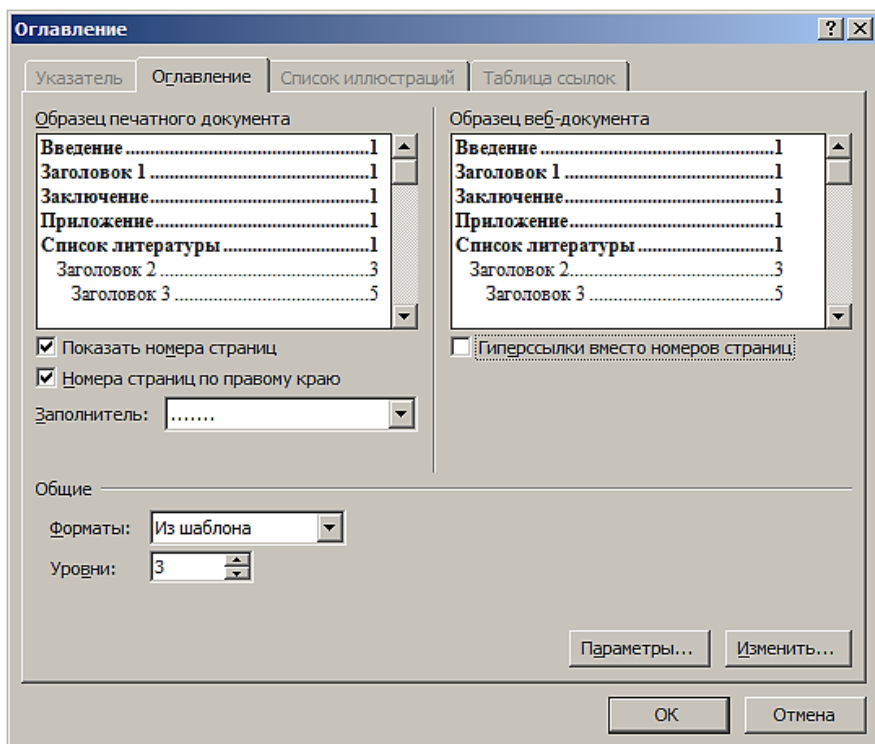 Оглавление
Указатель
Оглавление
Список иллюстраций
Таблица ссылок
Образец печатного документа
Введение.......................................................1
Заголовок 1..................................................1
Заключение..................................................1
Приложение..................................................1
Список литературы.................................1
Заголовок 2..............................................3
Заголовок 3...........................................5
Показать номера страниц
Номера страниц по правому краю
Заполнитель: .......
Образец веб-документа
Введение.......................................................1
Заголовок 1..................................................1
Заключение..................................................1
Приложение..................................................1
Список литературы.................................1
Заголовок 2..............................................3
Заголовок 3...........................................5
Гиперссылки вместо номеров страниц
Общие
Форматы: Из шаблона
Уровни: 3
Параметры... Изменить...
ОК Отмена